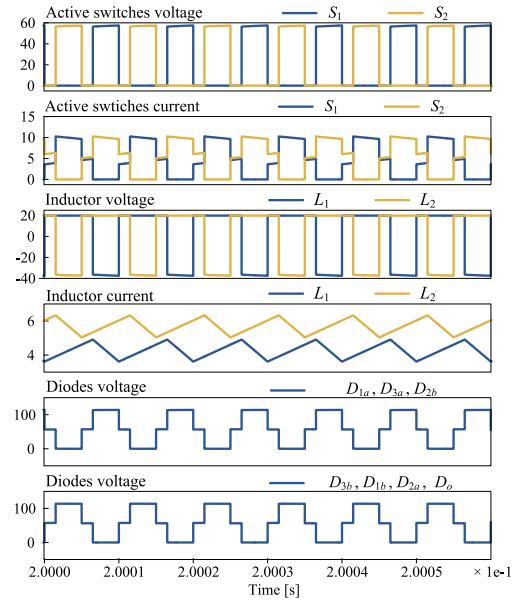 Active switches voltage S₁ S₂
60
40
20
0
Active swtiches current S₁ S₂
15
10
5
0
Inductor voltage L₁ L₂
20
0
-20
-40
Inductor current L₁ L₂
6
4
Diodes voltage D₁ₐ, D₃ₐ, D₂b
100
0
Diodes voltage D₃b, D₁b, D₂ₐ, Dₒ
100
0
2.0000 2.0001 2.0002 2.0003 2.0004 2.0005 × 1e-1
Time [s]